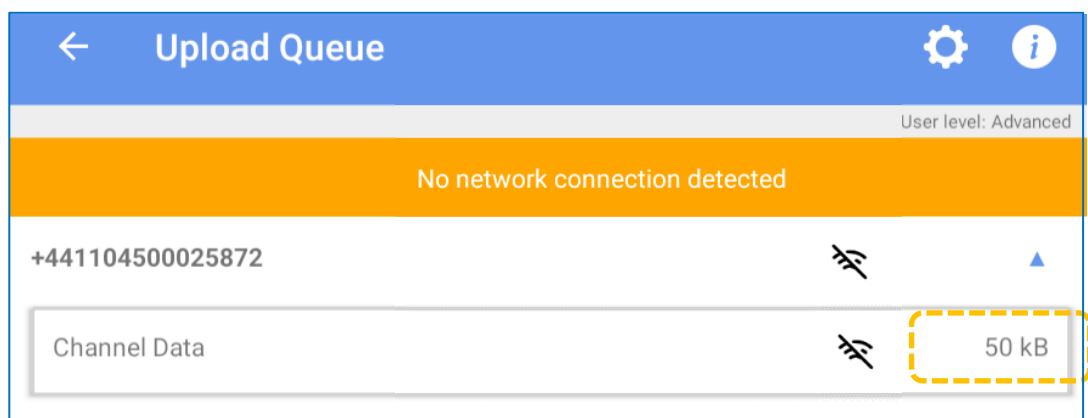 Upload Queue
User level: Advanced
No network connection detected
+441104500025872
Channel Data 50 kB